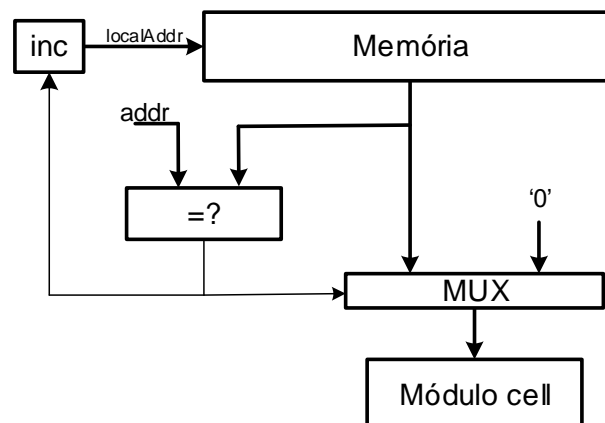 inc
localAddr
Memória
addr
=?
‘0’
MUX
Módulo cell